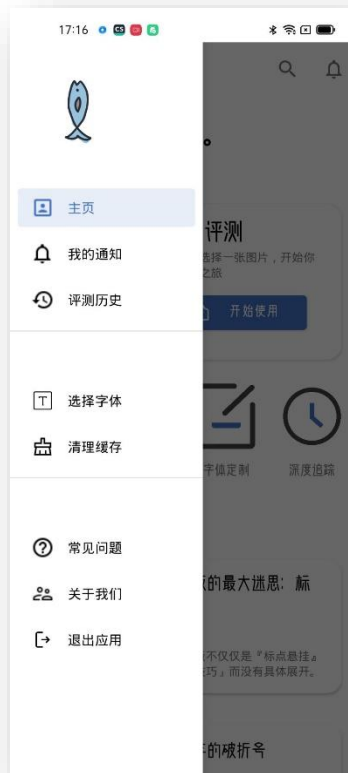 17:16
主页
我的通知
评测历史
选择字体
清理缓存
常见问题
关于我们
退出应用
评测
选择一张图片，开始你
之旅
开始使用
字体定制
深度追踪
的最大迷思：标
不仅仅是『标点悬挂』
技巧，而没有具体展开。
的破折号